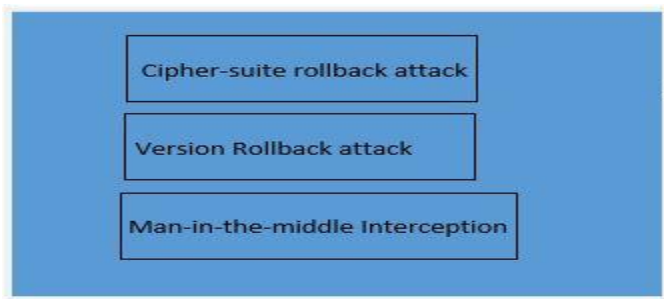 Cipher-suite rollback attack
Version Rollback attack
Man-in-the-middle Interception